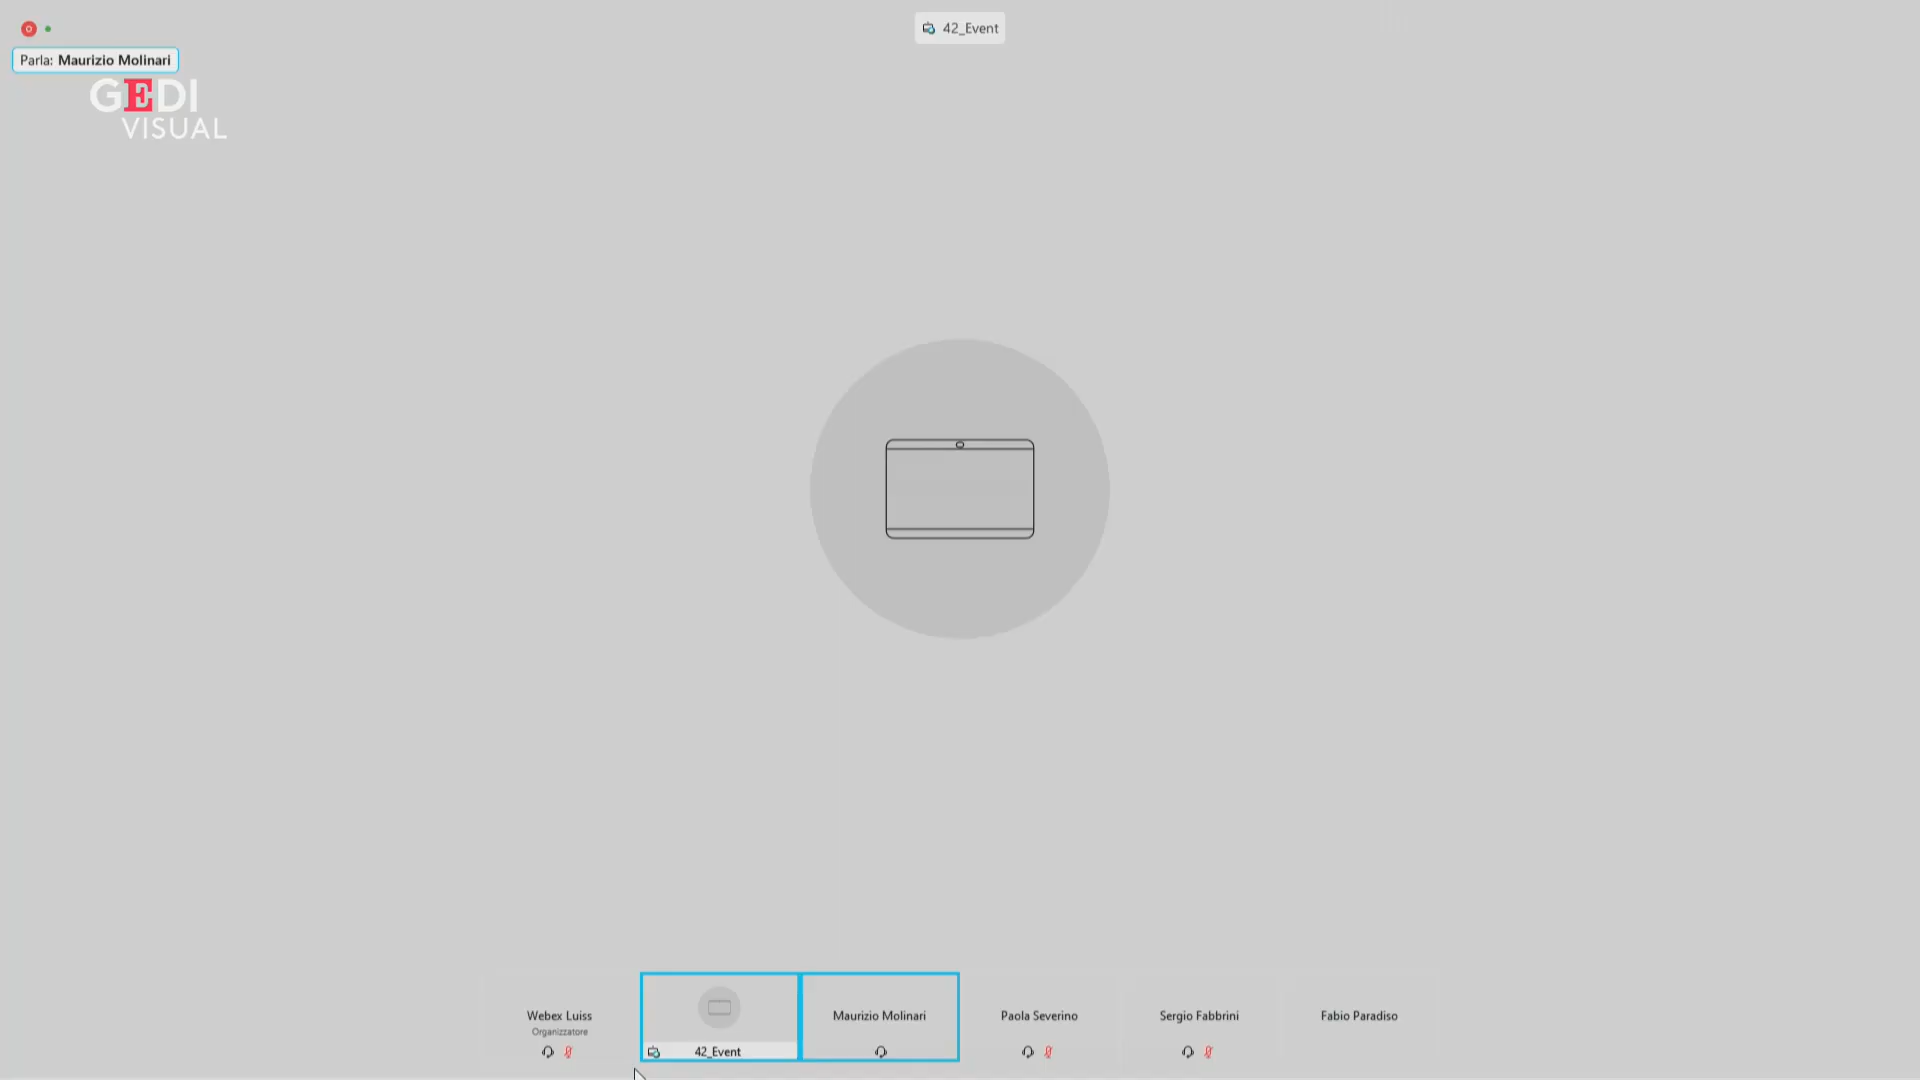 42_Event
Parla: Maurizio Molinari
GEDI
VISUAL
Webex Luiss
Organizzatore
42_Event
Maurizio Molinari
Paola Severino
Sergio Fabbrini
Fabio Paradiso